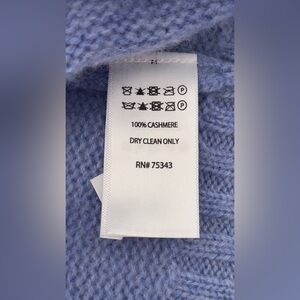 100% CASHMERE
DRY CLEAN ONLY
RN# 75343